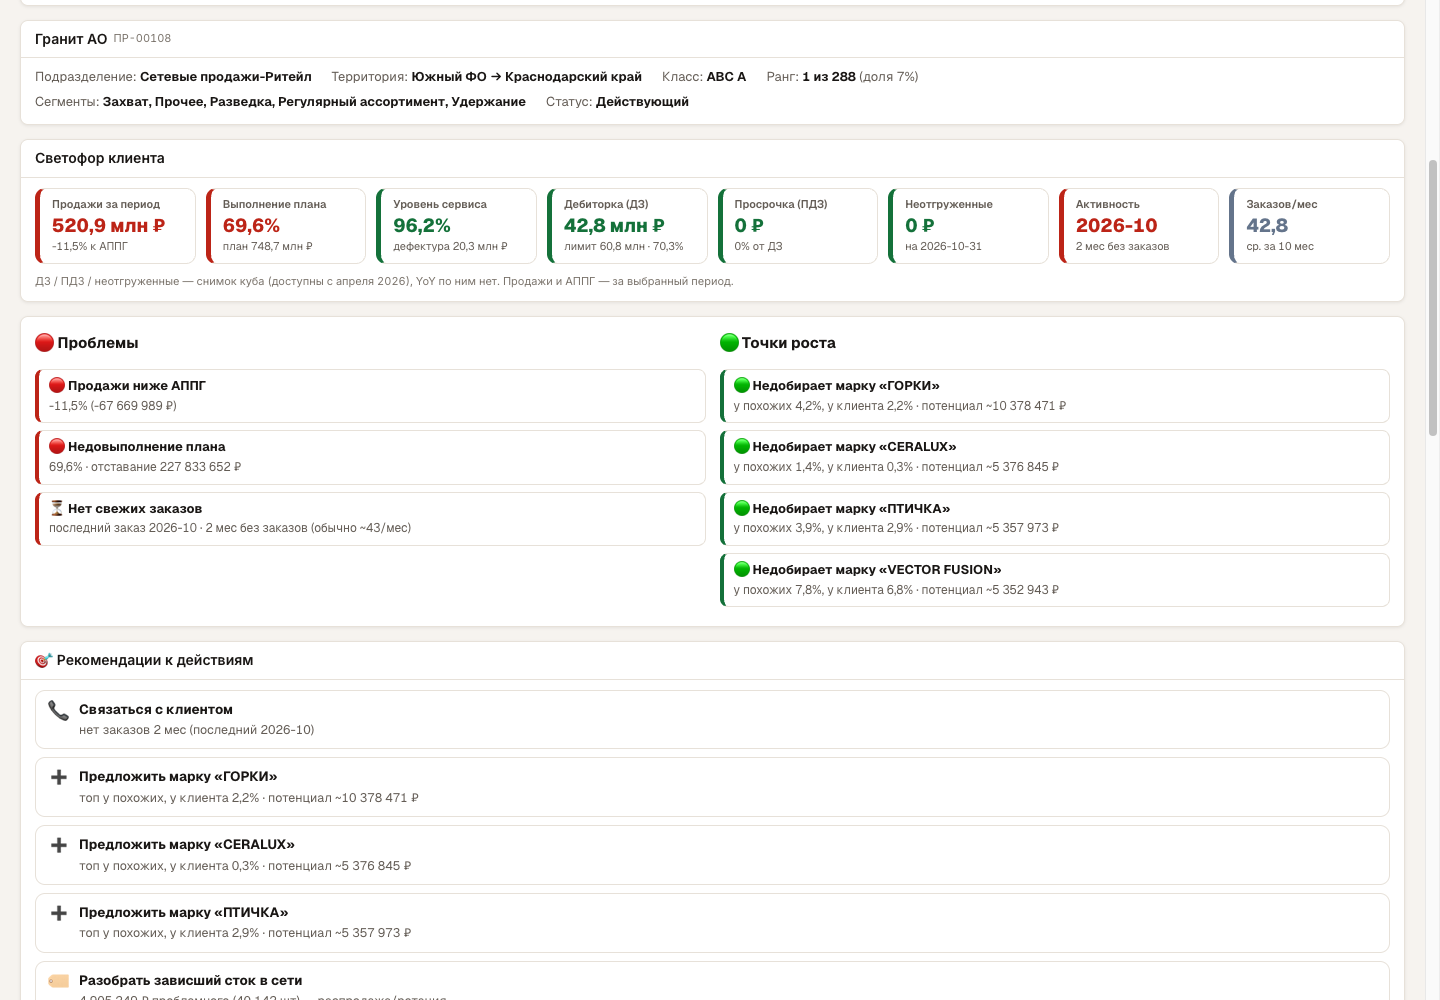 Гранит АО ПР-00108
Подразделение: Сетевые продажи-Ритейл Территория: Южный ФО → Краснодарский край Класс: ABC A Ранг: 1 из 288 (доля 7%)
Сегменты: Захват, Прочее, Разведка, Регулярный ассортимент, Удержание Статус: Действующий
Светофор клиента
Продажи за период
520,9 млн ₽
-11,5% к АППГ
Выполнение плана
69,6%
план 748,7 млн ₽
Уровень сервиса
96,2%
дефектура 20,3 млн ₽
Дебиторка (ДЗ)
42,8 млн ₽
лимит 60,8 млн · 70,3%
Просрочка (ПДЗ)
0 ₽
0% от ДЗ
Неотгруженные
0 ₽
на 2026-10-31
Активность
2026-10
2 мес без заказов
Заказов/мес
42,8
ср. за 10 мес
ДЗ / ПДЗ / неотгруженные — снимок куба (доступны с апреля 2026), YoY по ним нет. Продажи и АППГ — за выбранный период.
Проблемы
Продажи ниже АППГ
-11,5% (-67 669 989 ₽)
Недовыполнение плана
69,6% · отставание 227 833 652 ₽
Нет свежих заказов
последний заказ 2026-10 · 2 мес без заказов (обычно ~43/мес)
Точки роста
Недобирает марку «ГОРКИ»
у похожих 4,2%, у клиента 2,2% · потенциал ~10 378 471 ₽
Недобирает марку «CERALUX»
у похожих 1,4%, у клиента 0,3% · потенциал ~5 376 845 ₽
Недобирает марку «ПТИЧКА»
у похожих 3,9%, у клиента 2,9% · потенциал ~5 357 973 ₽
Недобирает марку «VECTOR FUSION»
у похожих 7,8%, у клиента 6,8% · потенциал ~5 352 943 ₽
Рекомендации к действиям
Связаться с клиентом
нет заказов 2 мес (последний 2026-10)
Предложить марку «ГОРКИ»
топ у похожих, у клиента 2,2% · потенциал ~10 378 471 ₽
Предложить марку «CERALUX»
топ у похожих, у клиента 0,3% · потенциал ~5 376 845 ₽
Предложить марку «ПТИЧКА»
топ у похожих, у клиента 2,9% · потенциал ~5 357 973 ₽
Разобрать зависший сток в сети